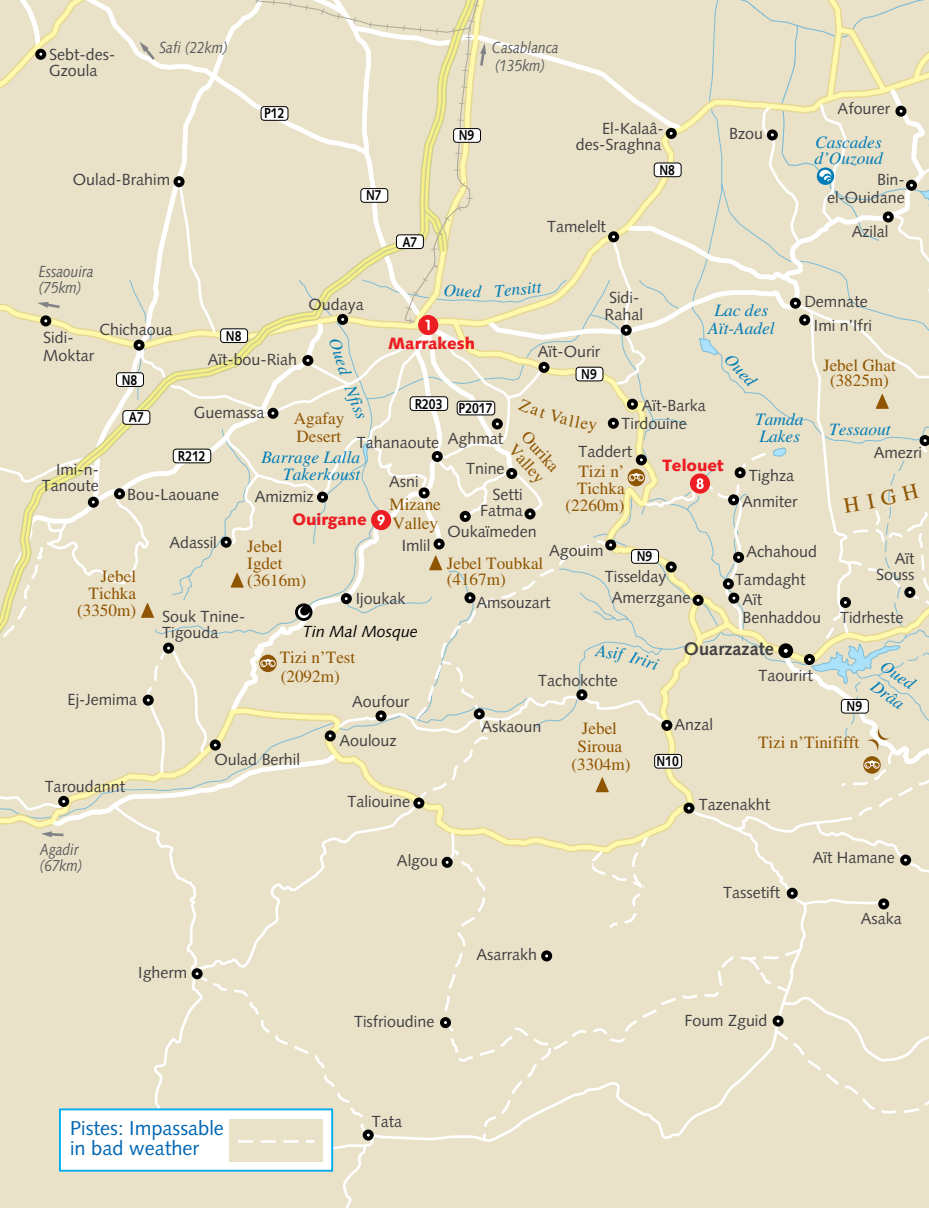 Safi (22km)
Casablanca
(135km)
Sebt-des-
Gzoula
P12
N9
El-Kalaâ-
des-Sraghna
Bzou
Afourer
Cascades
d'Ouzoud
N8
Bin-
el-Ouidane
Oulad-Brahim
N7
Azilal
Tamelelt
A7
Essaouira
(75km)
Oued Tensitt
Sidi-
Rahal
Demnate
Oudaya
Lac des
Aït-Aadel
Imi n'Ifri
Sidi-
Moktar
Chichaoua
N8
1
Marrakesh
Aït-bou-Riah
Oued Nfiss
Aït-Ourir
N9
Oued
Jebel Ghat
(3825m)
N8
A7
R203
P2017
Zat Valley
Aït-Barka
Tirdouine
Guemassa
Agafay
Desert
Aghmat
Tamda
Lakes
Tessaout
Amezri
Tahanaoute
Ourika
Valley
R212
Barrage Lalla
Takerkoust
Taddert
Telouet
8
Tizi n'
Tichka
(2260m)
Tighza
Imi-n-
Tanoute
Bou-Laouane
Amizmiz
Asni
Tnine
Setti
Fatma
Anmiter
HIGH
Ouirgane
9
Mizane
Valley
Oukaïmeden
Adassil
Jebel
Igdet
(3616m)
Imlil
Jebel Toubkal
(4167m)
Agouim
N9
Achahoud
Tisselday
Tamdaght
Aït
Souss
Jebel
Tichka
(3350m)
Ijoukak
Amsouzart
Amerzgane
Aït
Benhaddou
Tidrheste
Souk Tnine-
Tigouda
Tin Mal Mosque
Tizi n'Test
(2092m)
Asif Iriri
Ouarzazate
Taourirt
Oued
Drâa
Ej-Jemima
Tachokchte
N9
Aoufour
Askaoun
Anzal
Jebel
Siroua
(3304m)
Tizi n'Tinififft
Oulad Berhil
Aoulouz
N10
Taroudannt
Taliouine
Tazenakht
Agadir
(67km)
Algou
Aït Hamane
Tassetift
Asaka
Asarrakh
Igherm
Tisfrioudine
Foum Zguid
Tata
Pistes: Impassable
in bad weather